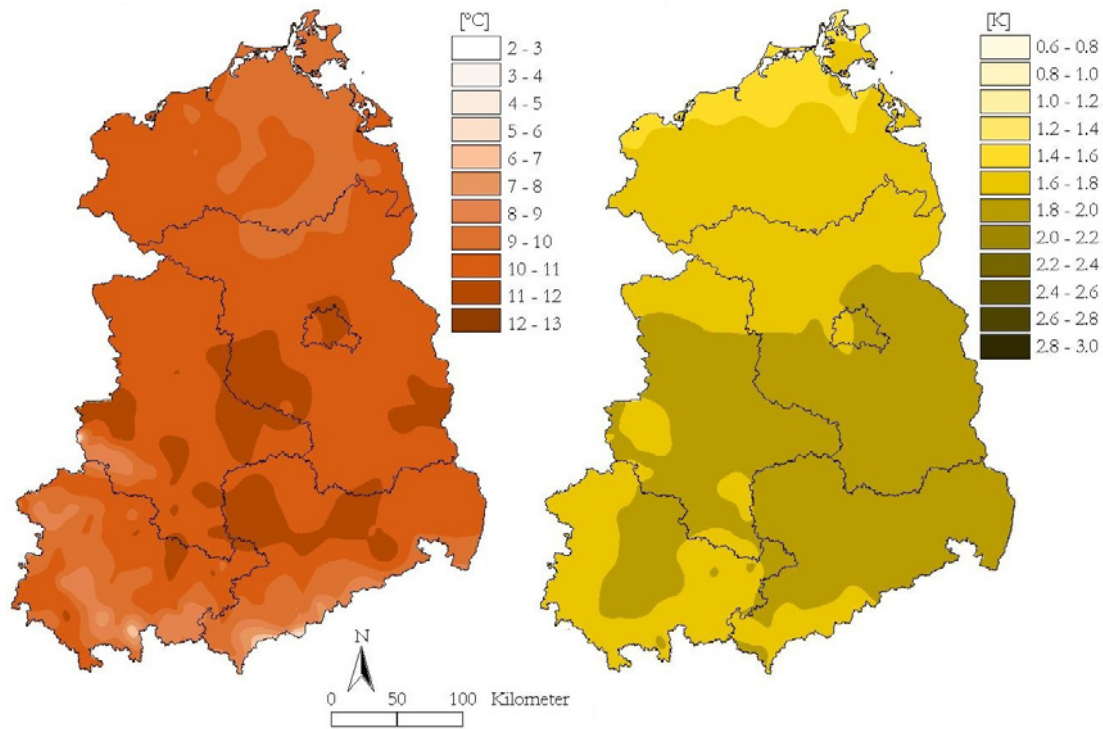 [°C]
2 - 3
3 - 4
4 - 5
5 - 6
6 - 7
7 - 8
8 - 9
9 - 10
10 - 11
11 - 12
12 - 13
[K]
0.6 - 0.8
0.8 - 1.0
1.0 - 1.2
1.2 - 1.4
1.4 - 1.6
1.6 - 1.8
1.8 - 2.0
2.0 - 2.2
2.2 - 2.4
2.4 - 2.6
2.6 - 2.8
2.8 - 3.0
N
0 50 100 Kilometer